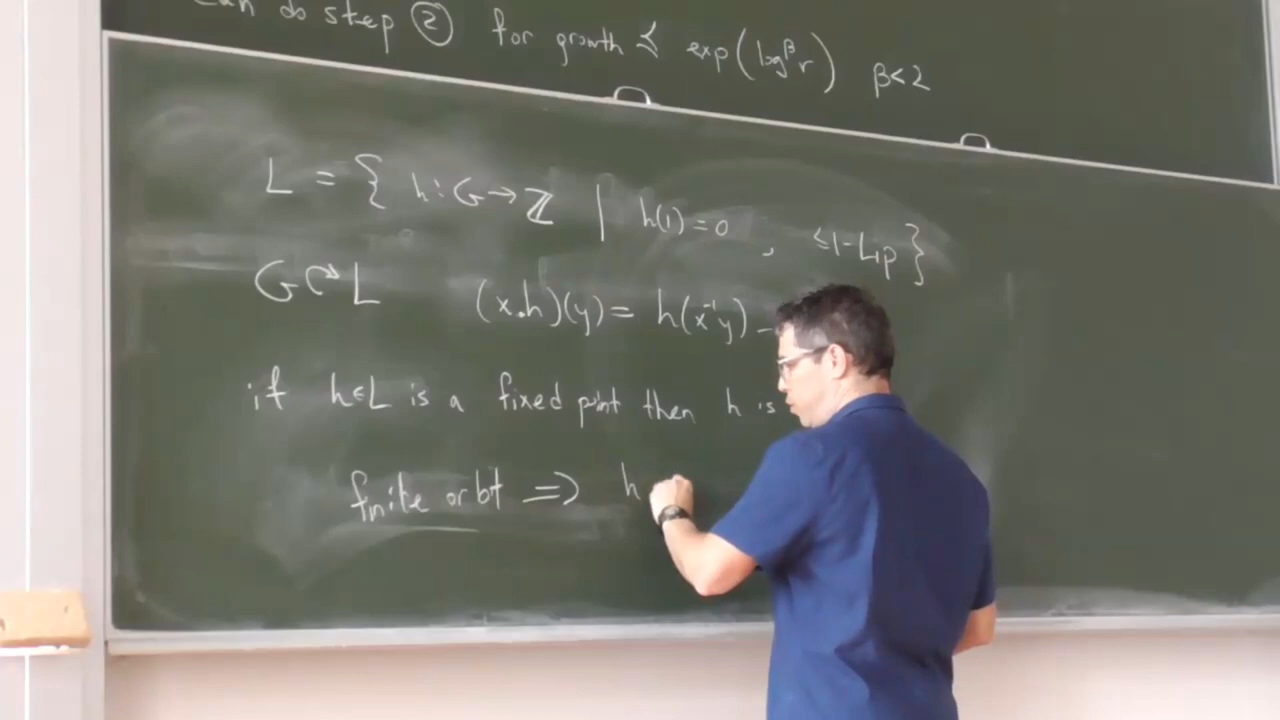 can do step ② for growth ≼ exp(log^β r) β<2
L = { h:G→ℤ | h(1)=0 ; ≤1-Lip }
G↷L (x.h)(y)= h(x⁻¹y) –
if h∈L is a fixed point then h is
finite orbit ⇒ h